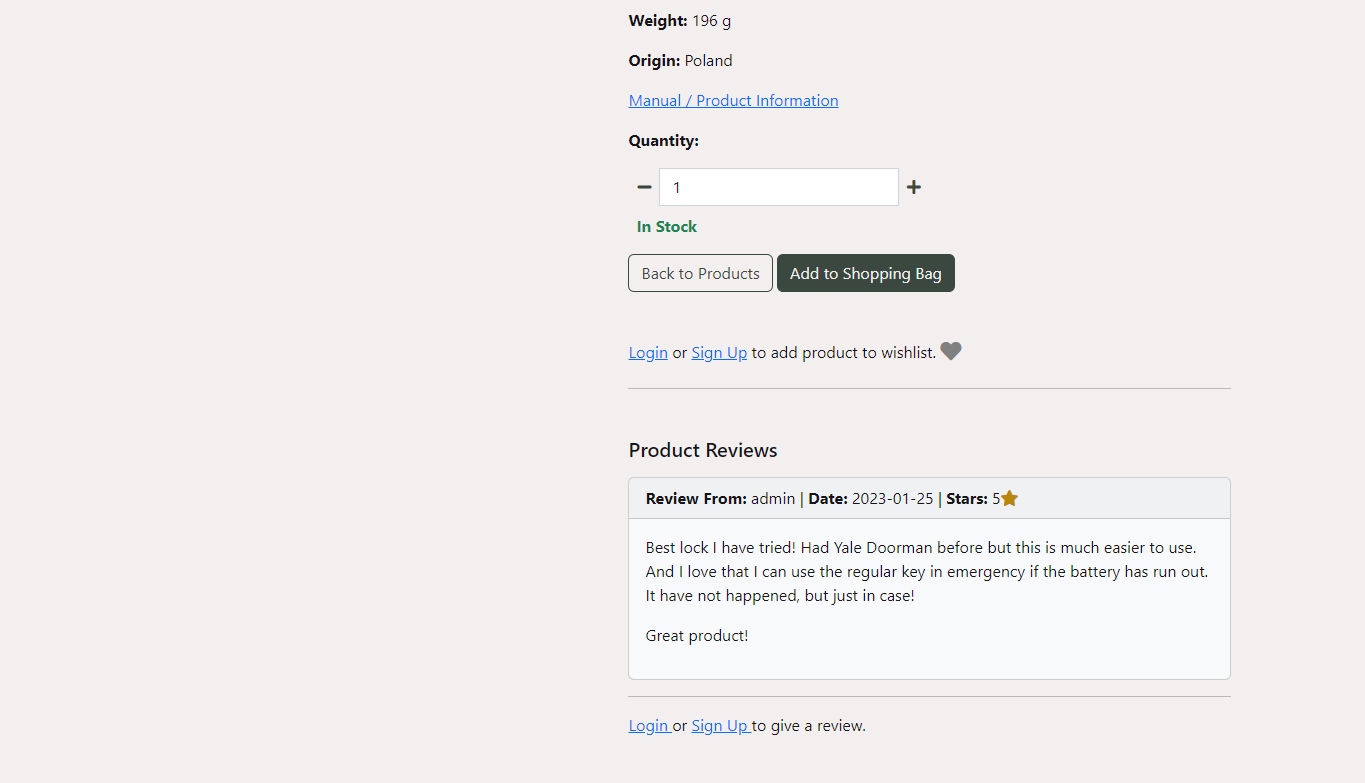 Weight: 196 g
Origin: Poland
Manual / Product Information
Quantity:
1
In Stock
Back to Products Add to Shopping Bag
Login or Sign Up to add product to wishlist.
Product Reviews
Review From: admin | Date: 2023-01-25 | Stars: 5
Best lock I have tried! Had Yale Doorman before but this is much easier to use.
And I love that I can use the regular key in emergency if the battery has run out.
It have not happened, but just in case!
Great product!
Login or Sign Up to give a review.